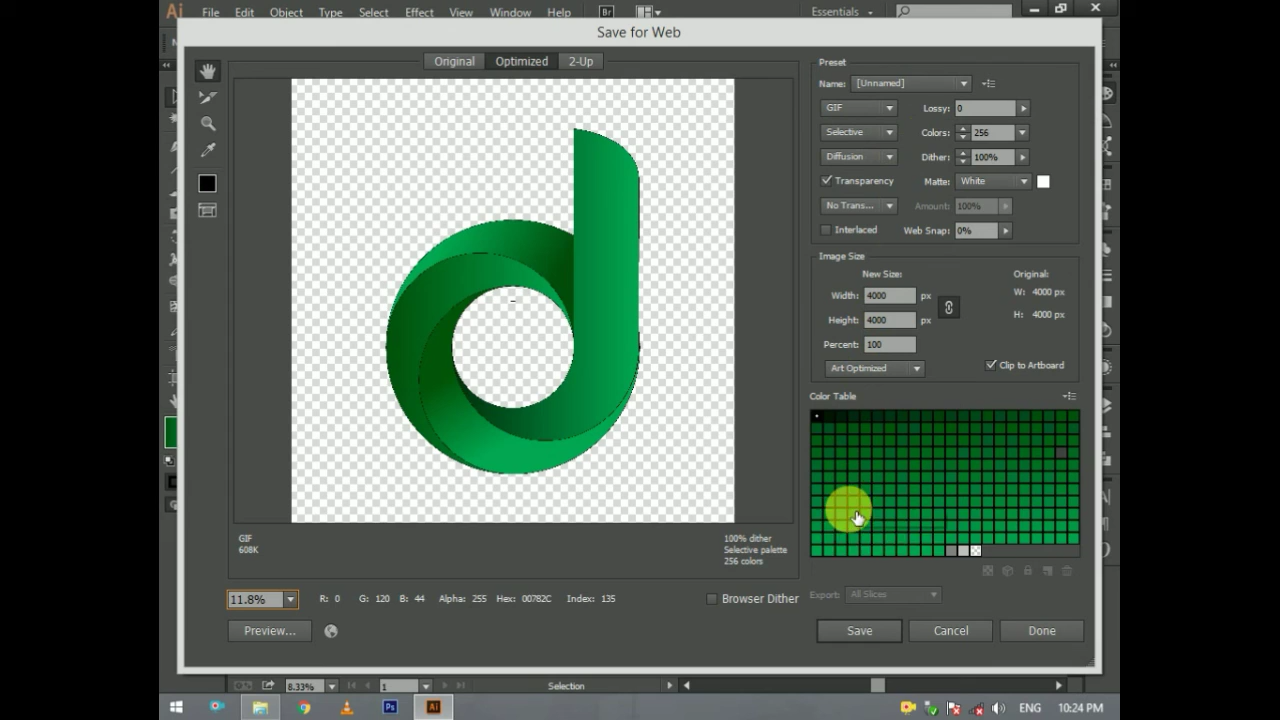 Ai File Edit Object Type Select Effect View Window Help Br Essentials
Save for Web
Original Optimized 2-Up
Preset
Name: [Unnamed]
GIF Lossy: 0
Selective Colors: 256
Diffusion Dither: 100%
Transparency Matte: White
No Trans... Amount: 100%
Interlaced Web Snap: 0%
Image Size
New Size: Original:
Width: 4000 px W: 4000 px
Height: 4000 px H: 4000 px
Percent: 100
Art Optimized Clip to Artboard
Color Table
GIF 100% dither
608K Selective palette
256 colors
11.8% R: 0 G: 120 B: 44 Alpha: 255 Hex: 00782C Index: 135 Browser Dither Export: All Slices
Preview... Save Cancel Done
8.33% 1 Selection
Ps Ai ENG 10:24 PM